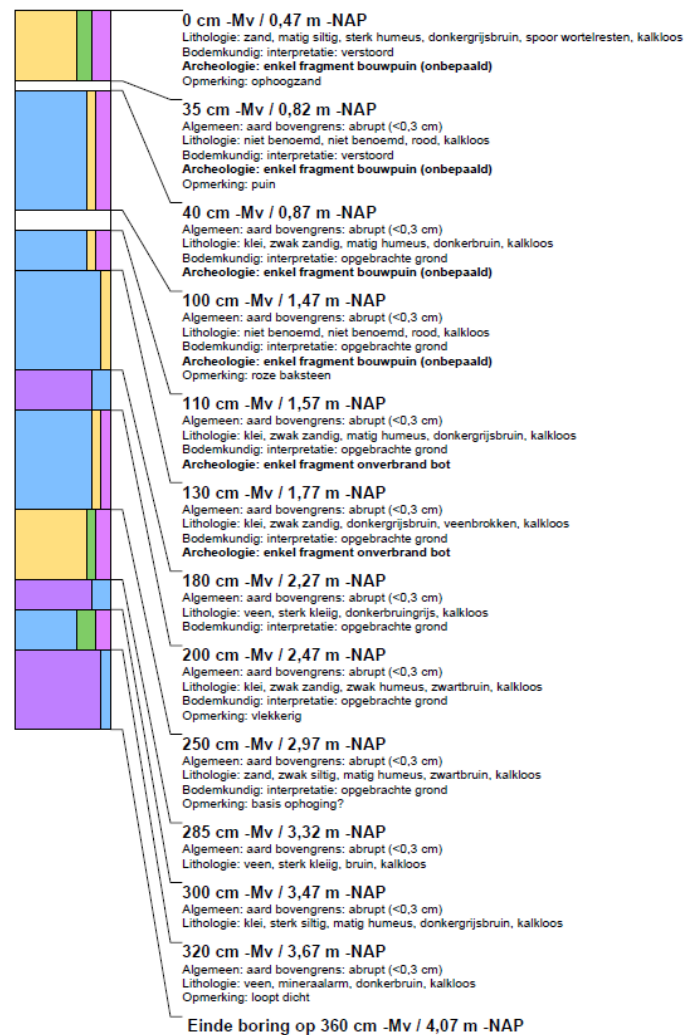 0 cm -Mv / 0,47 m -NAP
Lithologie: zand, matig siltig, sterk humeus, donkergrijsbruin, spoor wortelresten, kalkloos
Bodemkundig: interpretatie: verstoord
Archeologie: enkel fragment bouwpuin (onbepaald)
Opmerking: ophoogzand
35 cm -Mv / 0,82 m -NAP
Algemeen: aard bovengrens: abrupt (<0,3 cm)
Lithologie: niet benoemd, niet benoemd, rood, kalkloos
Bodemkundig: interpretatie: verstoord
Archeologie: enkel fragment bouwpuin (onbepaald)
Opmerking: puin
40 cm -Mv / 0,87 m -NAP
Algemeen: aard bovengrens: abrupt (<0,3 cm)
Lithologie: klei, zwak zandig, matig humeus, donkerbruin, kalkloos
Bodemkundig: interpretatie: opgebrachte grond
Archeologie: enkel fragment bouwpuin (onbepaald)
100 cm -Mv / 1,47 m -NAP
Algemeen: aard bovengrens: abrupt (<0,3 cm)
Lithologie: niet benoemd, niet benoemd, rood, kalkloos
Bodemkundig: interpretatie: opgebrachte grond
Archeologie: enkel fragment bouwpuin (onbepaald)
Opmerking: roze baksteen
110 cm -Mv / 1,57 m -NAP
Algemeen: aard bovengrens: abrupt (<0,3 cm)
Lithologie: klei, zwak zandig, matig humeus, donkergrijsbruin, kalkloos
Bodemkundig: interpretatie: opgebrachte grond
Archeologie: enkel fragment onverbrand bot
130 cm -Mv / 1,77 m -NAP
Algemeen: aard bovengrens: abrupt (<0,3 cm)
Lithologie: klei, zwak zandig, donkergrijsbruin, veenbrokken, kalkloos
Bodemkundig: interpretatie: opgebrachte grond
Archeologie: enkel fragment onverbrand bot
180 cm -Mv / 2,27 m -NAP
Algemeen: aard bovengrens: abrupt (<0,3 cm)
Lithologie: veen, sterk kleiig, donkerbruingrijs, kalkloos
Bodemkundig: interpretatie: opgebrachte grond
200 cm -Mv / 2,47 m -NAP
Algemeen: aard bovengrens: abrupt (<0,3 cm)
Lithologie: klei, zwak zandig, zwak humeus, zwartbruin, kalkloos
Bodemkundig: interpretatie: opgebrachte grond
Opmerking: vlekkerig
250 cm -Mv / 2,97 m -NAP
Algemeen: aard bovengrens: abrupt (<0,3 cm)
Lithologie: zand, zwak siltig, matig humeus, zwartbruin, kalkloos
Bodemkundig: interpretatie: opgebrachte grond
Opmerking: basis ophoging?
285 cm -Mv / 3,32 m -NAP
Algemeen: aard bovengrens: abrupt (<0,3 cm)
Lithologie: veen, sterk kleiig, bruin, kalkloos
300 cm -Mv / 3,47 m -NAP
Algemeen: aard bovengrens: abrupt (<0,3 cm)
Lithologie: klei, sterk siltig, matig humeus, donkergrijsbruin, kalkloos
320 cm -Mv / 3,67 m -NAP
Algemeen: aard bovengrens: abrupt (<0,3 cm)
Lithologie: veen, mineraalarm, donkerbruin, kalkloos
Opmerking: loopt dicht
Einde boring op 360 cm -Mv / 4,07 m -NAP